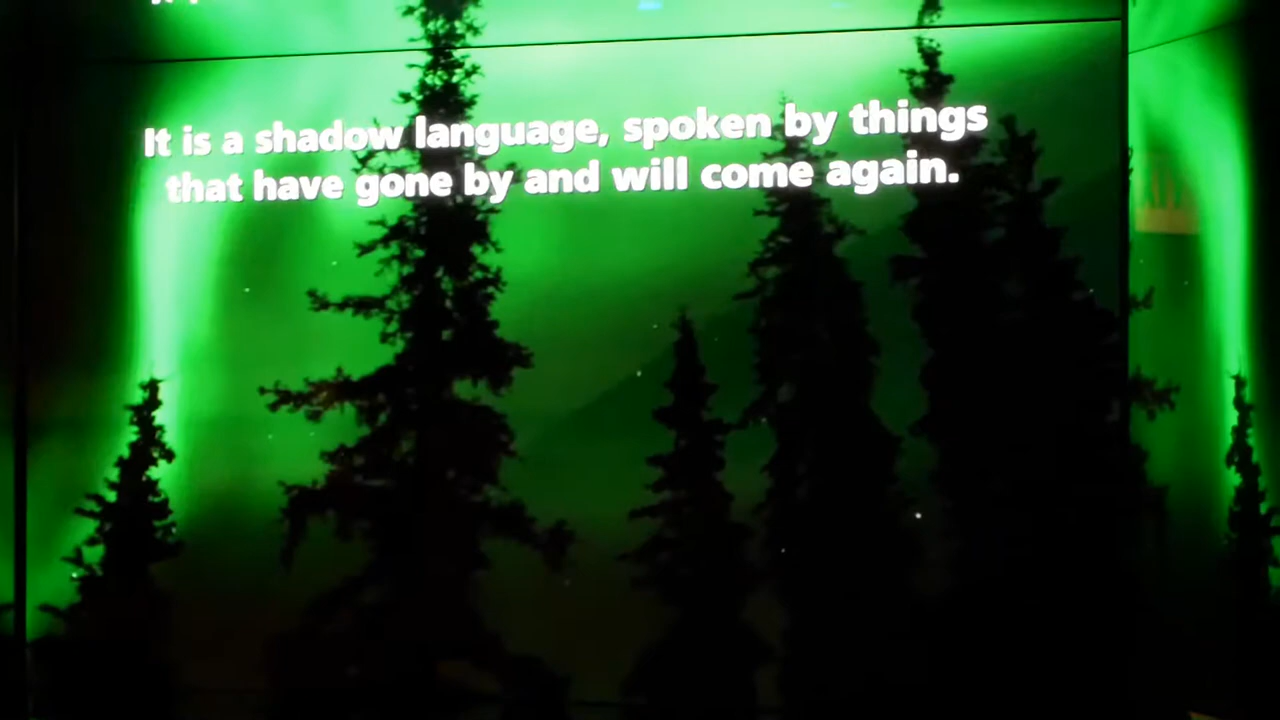 It is a shadow language, spoken by things
that have gone by and will come again.